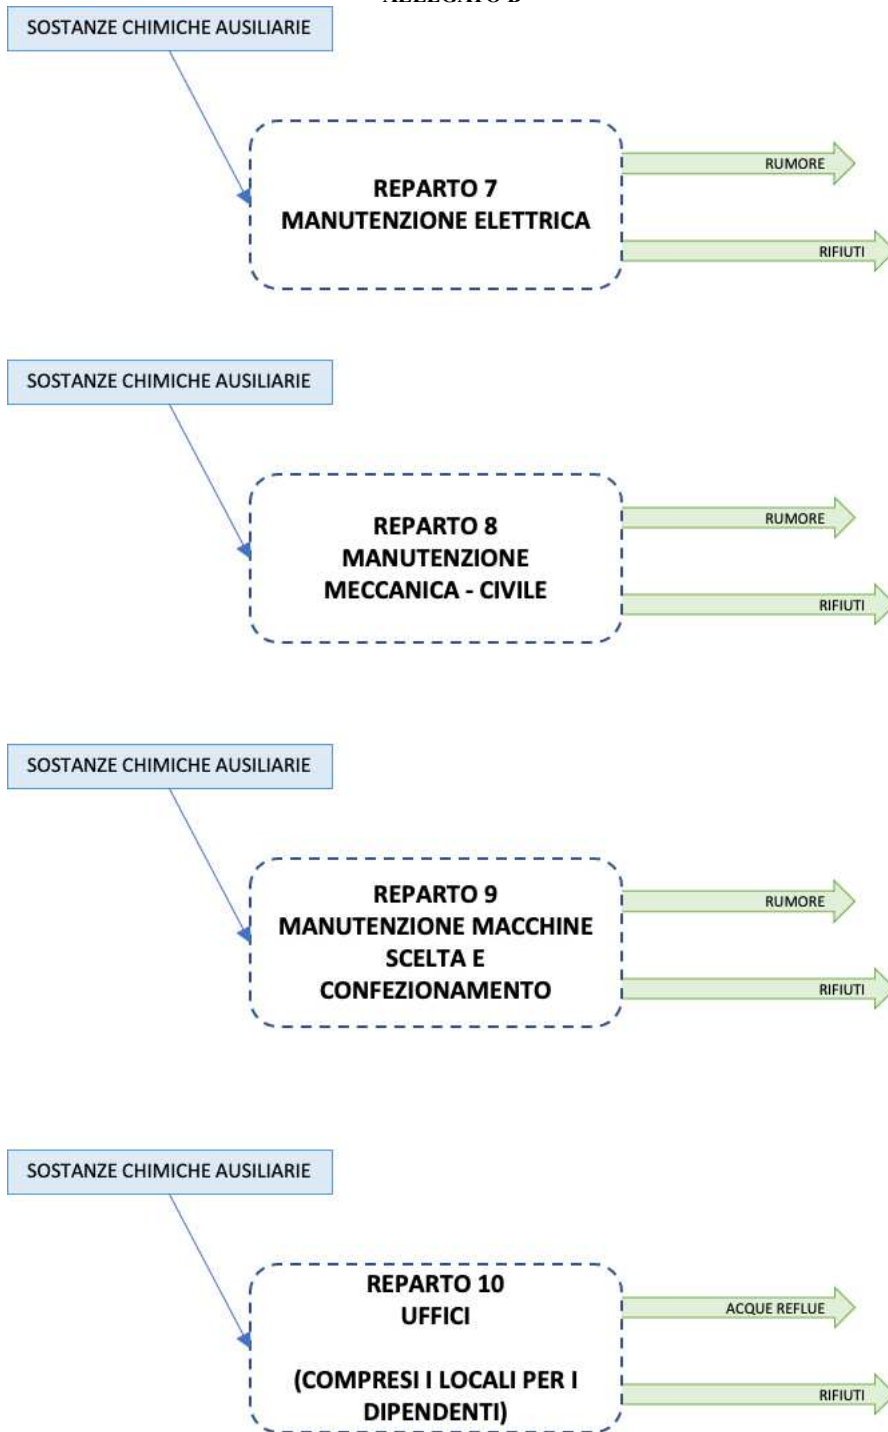 ALLEGATO B
SOSTANZE CHIMICHE AUSILIARIE
REPARTO 7
MANUTENZIONE ELETTRICA
RUMORE
RIFIUTI
SOSTANZE CHIMICHE AUSILIARIE
REPARTO 8
MANUTENZIONE
MECCANICA - CIVILE
RUMORE
RIFIUTI
SOSTANZE CHIMICHE AUSILIARIE
REPARTO 9
MANUTENZIONE MACCHINE
SCELTA E
CONFEZIONAMENTO
RUMORE
RIFIUTI
SOSTANZE CHIMICHE AUSILIARIE
REPARTO 10
UFFICI
(COMPRESI I LOCALI PER I
DIPENDENTI)
ACQUE REFLUE
RIFIUTI